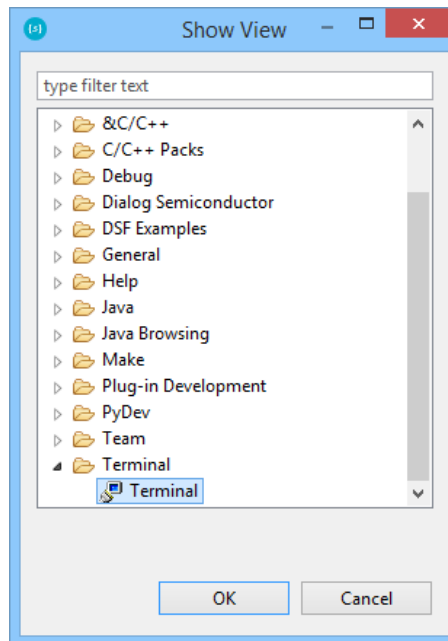 Show View
type filter text
&C/C++
C/C++ Packs
Debug
Dialog Semiconductor
DSF Examples
General
Help
Java
Java Browsing
Make
Plug-in Development
PyDev
Team
Terminal
Terminal
OK Cancel